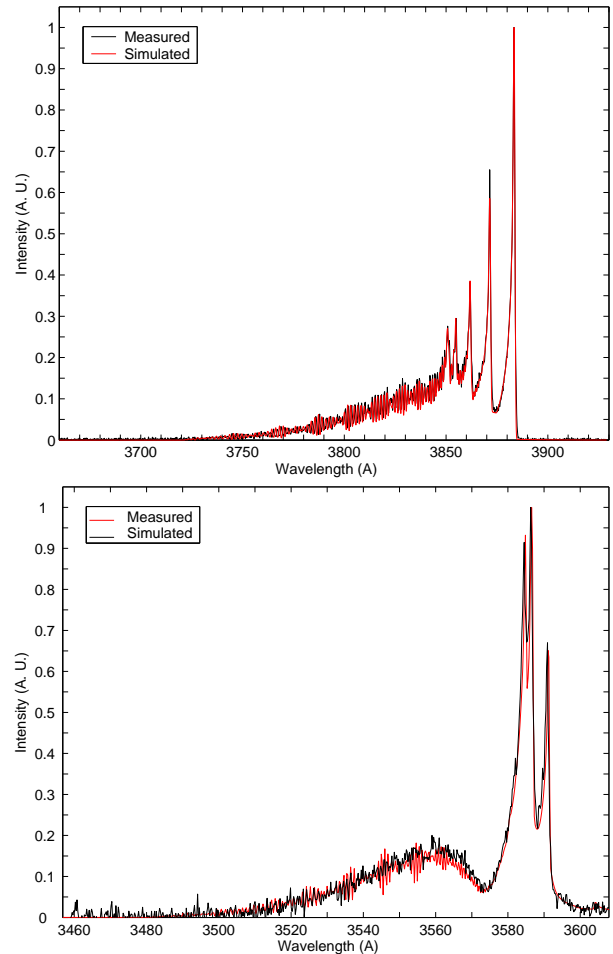 1
Measured
Simulated
0.9
0.8
0.7
0.6
0.5
0.4
0.3
0.2
0.1
0
Intensity (A. U.)
3700 3750 3800 3850 3900
Wavelength (A)
1
Measured
Simulated
0.9
0.8
0.7
0.6
0.5
0.4
0.3
0.2
0.1
0
Intensity (A. U.)
3460 3480 3500 3520 3540 3560 3580 3600
Wavelength (A)